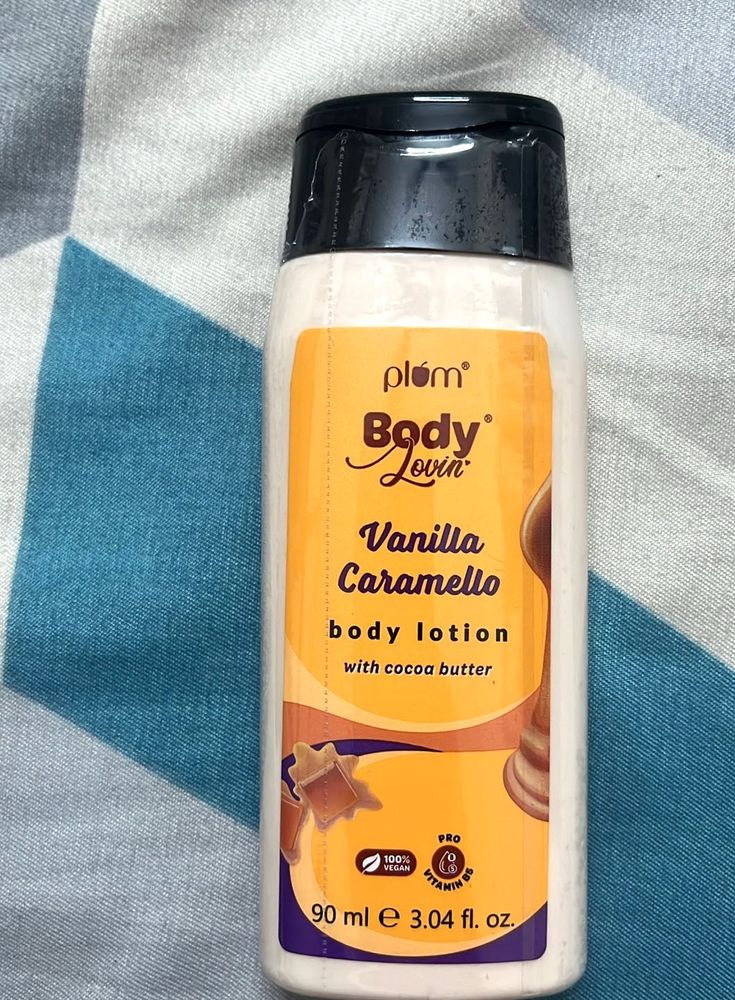 plum®
Body®
Lovin'
Vanilla
Caramello
body lotion
with cocoa butter
100%
VEGAN
PRO
VITAMIN B5
90 ml ℮ 3.04 fl. oz.